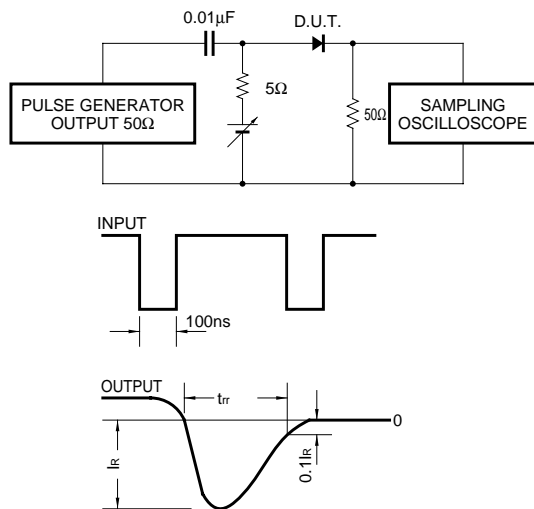 0.01μF
D.U.T.
5Ω
PULSE GENERATOR
OUTPUT 50Ω
50Ω
SAMPLING
OSCILLOSCOPE
INPUT
100ns
OUTPUT
trr
0
IR
0.1IR